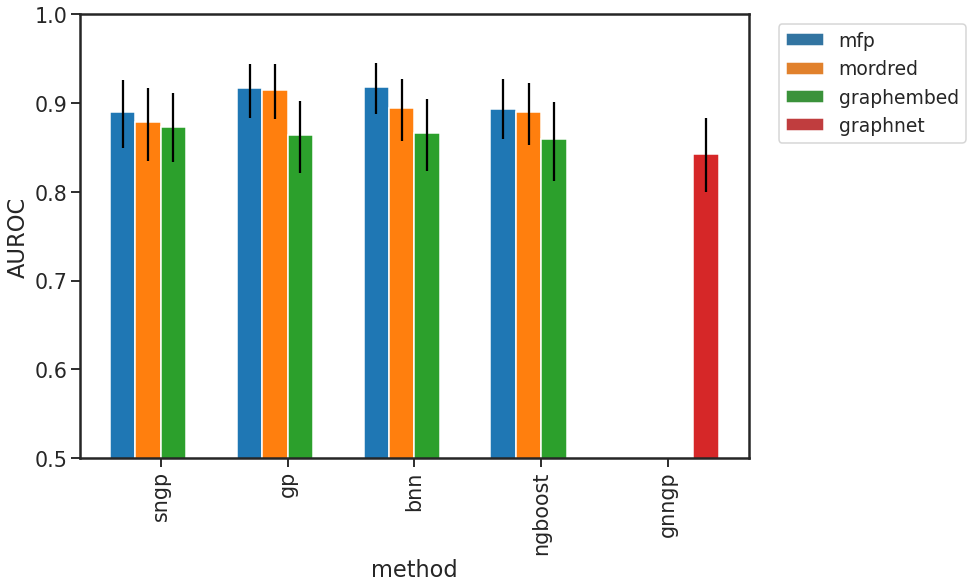 1.0
0.9
0.8
0.7
0.6
0.5
AUROC
sngp
gp
bnn
ngboost
gnngp
method
mfp
mordred
graphembed
graphnet